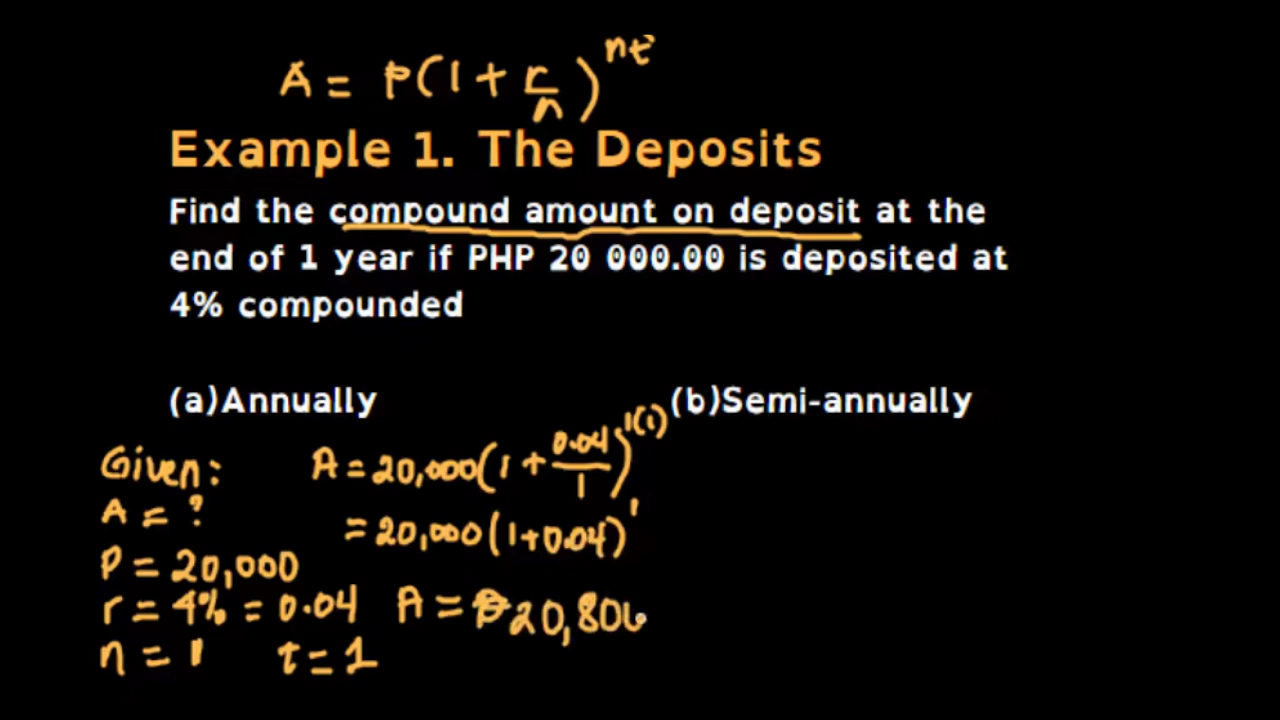 A = P(1 + r/n)^nt
Example 1. The Deposits
Find the compound amount on deposit at the
end of 1 year if PHP 20 000.00 is deposited at
4% compounded
(a)Annually (b)Semi-annually
Given: A = 20,000(1 + 0.04/1)^1(1)
A = ? = 20,000(1+0.04)^1
P = 20,000
r = 4% = 0.04 A = ₱20,800
n = 1 t = 1